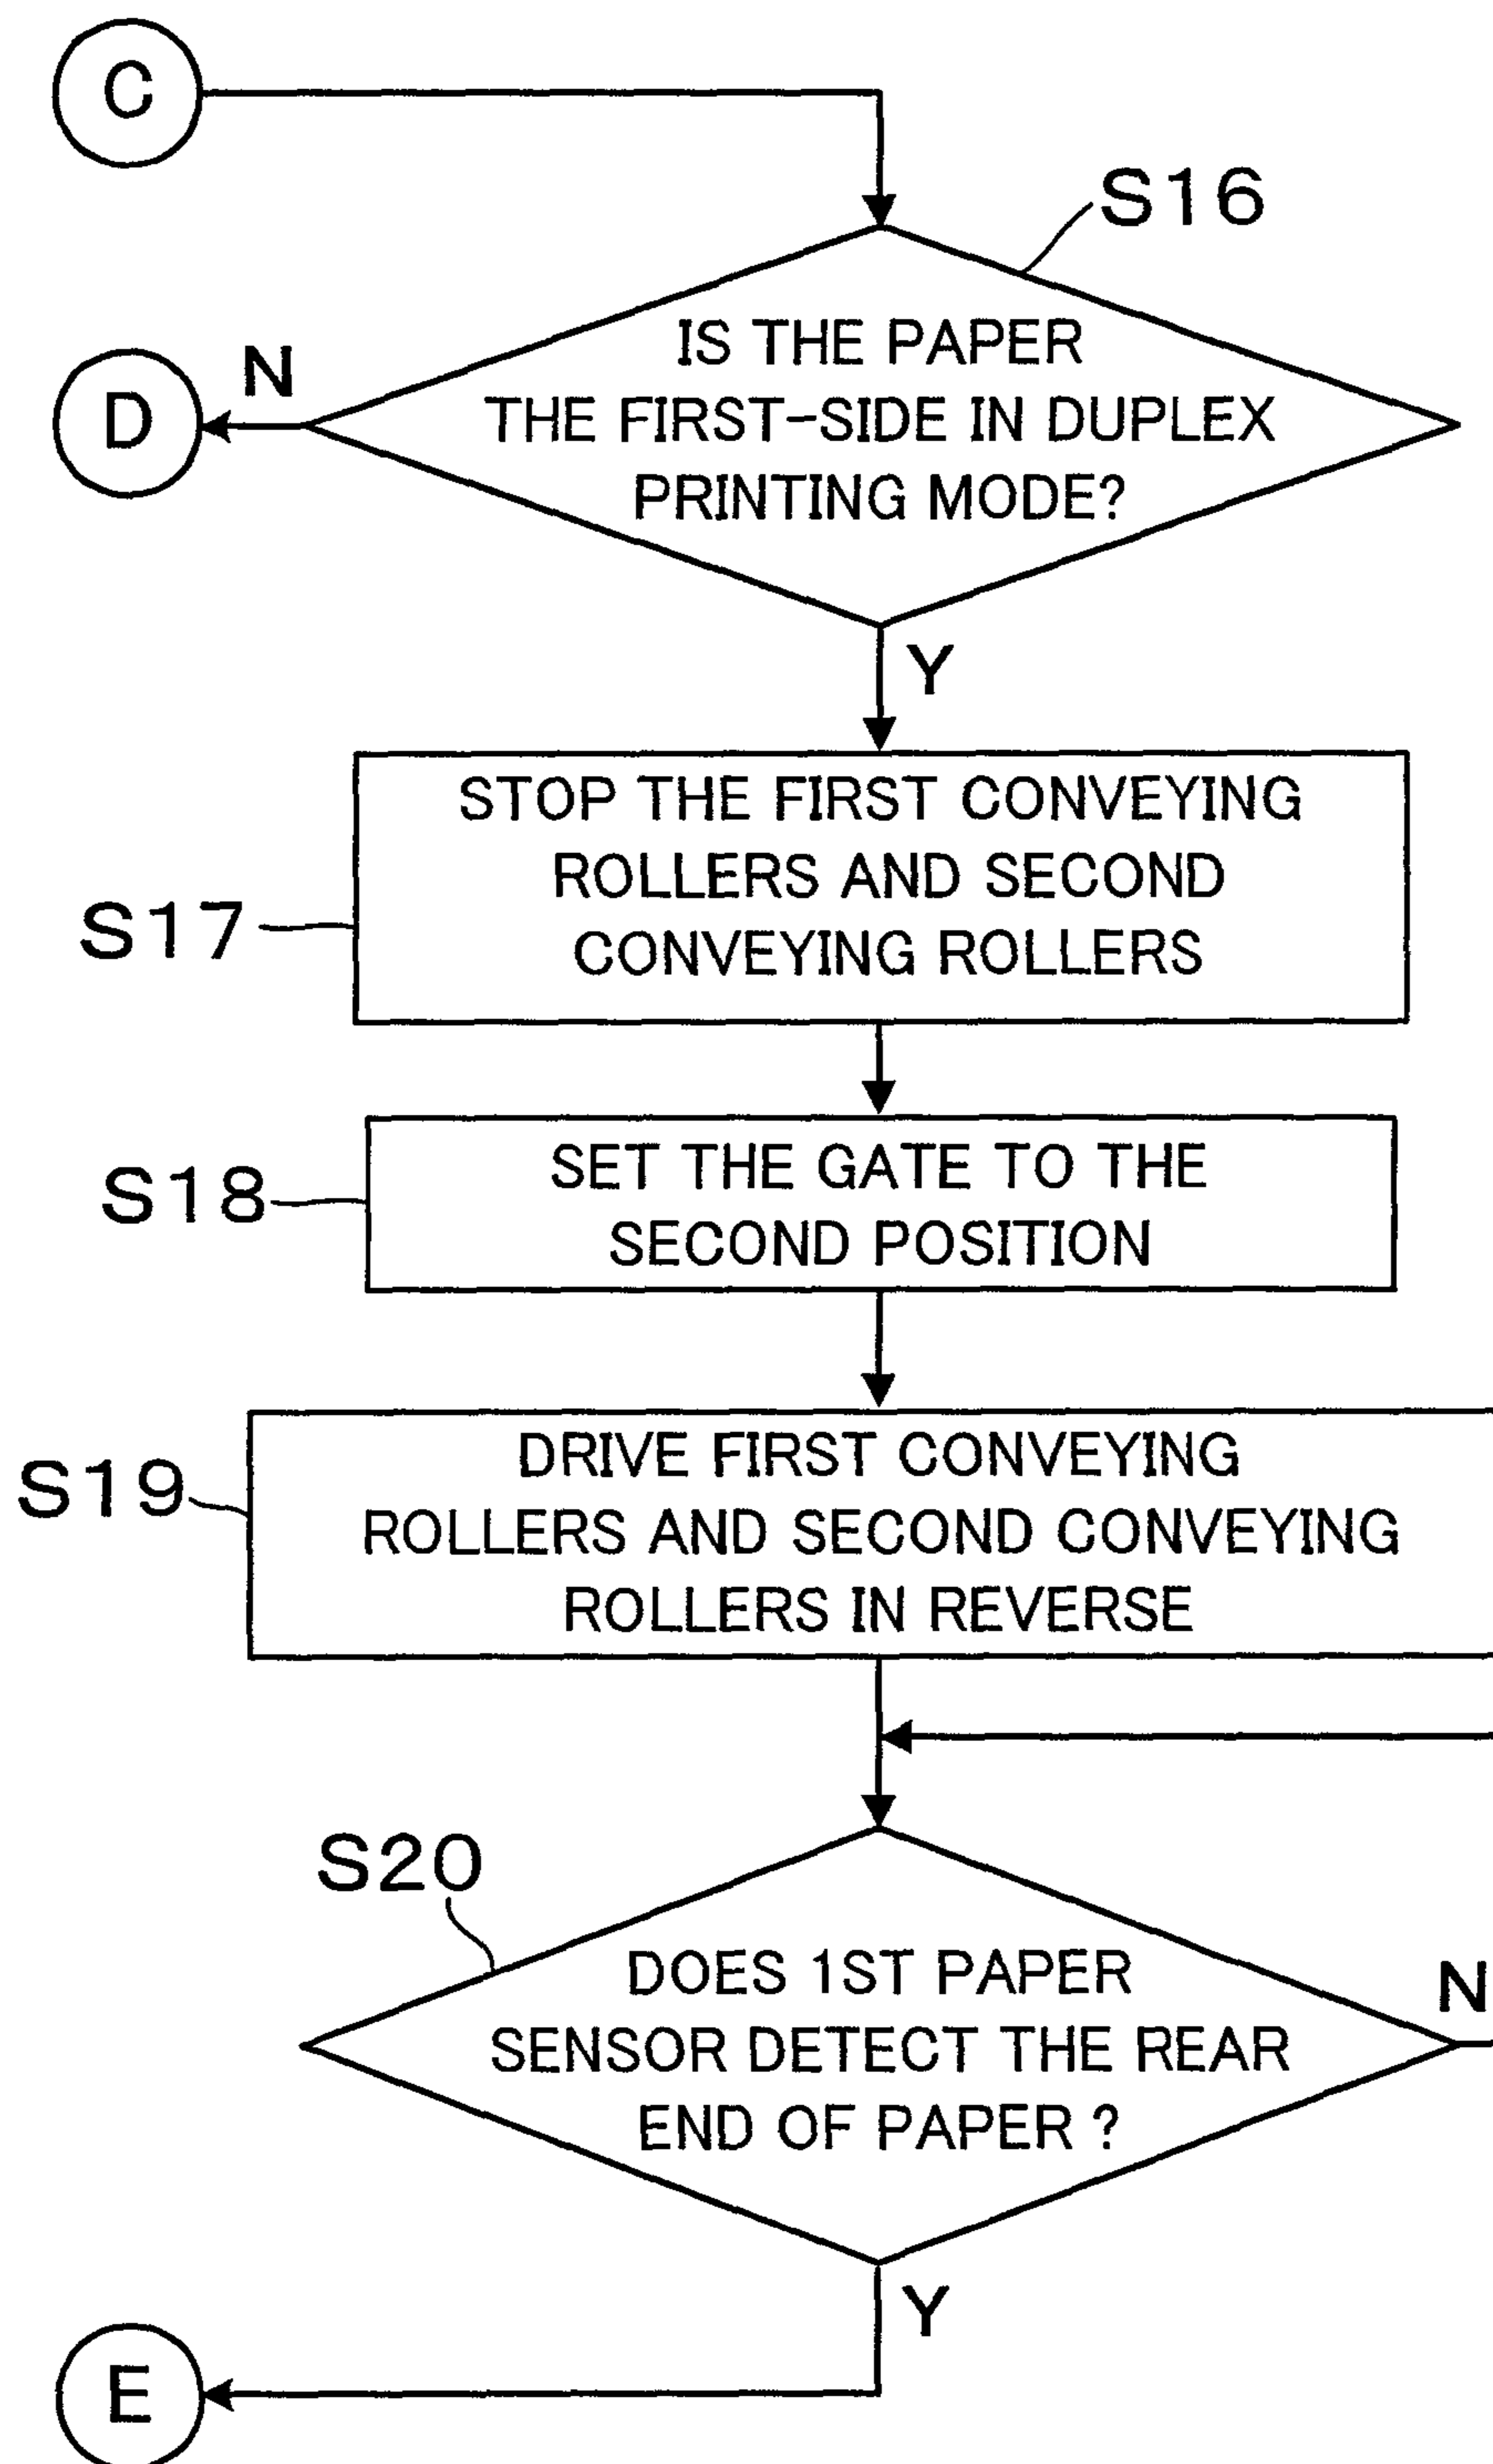 C
S16
IS THE PAPER
THE FIRST-SIDE IN DUPLEX
PRINTING MODE?
N
D
Y
STOP THE FIRST CONVEYING
ROLLERS AND SECOND
CONVEYING ROLLERS
S17
SET THE GATE TO THE
SECOND POSITION
S18
DRIVE FIRST CONVEYING
ROLLERS AND SECOND CONVEYING
ROLLERS IN REVERSE
S19
S20
DOES 1ST PAPER
SENSOR DETECT THE REAR
END OF PAPER ?
N
Y
E